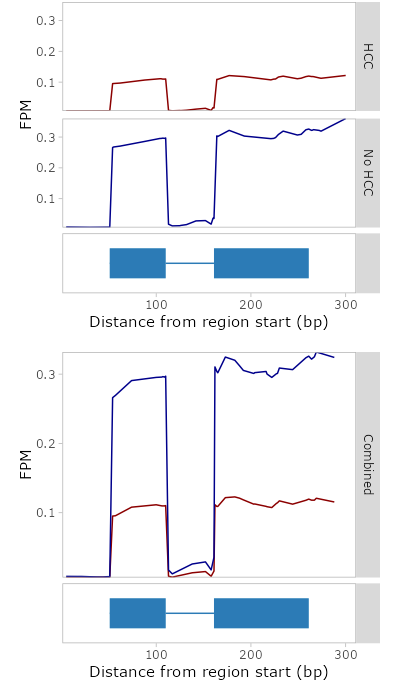 0.3
0.2
0.1
HCC
FPM
0.3
0.2
0.1
No HCC
100 200 300
Distance from region start (bp)
0.3
0.2
0.1
FPM
Combined
100 200 300
Distance from region start (bp)